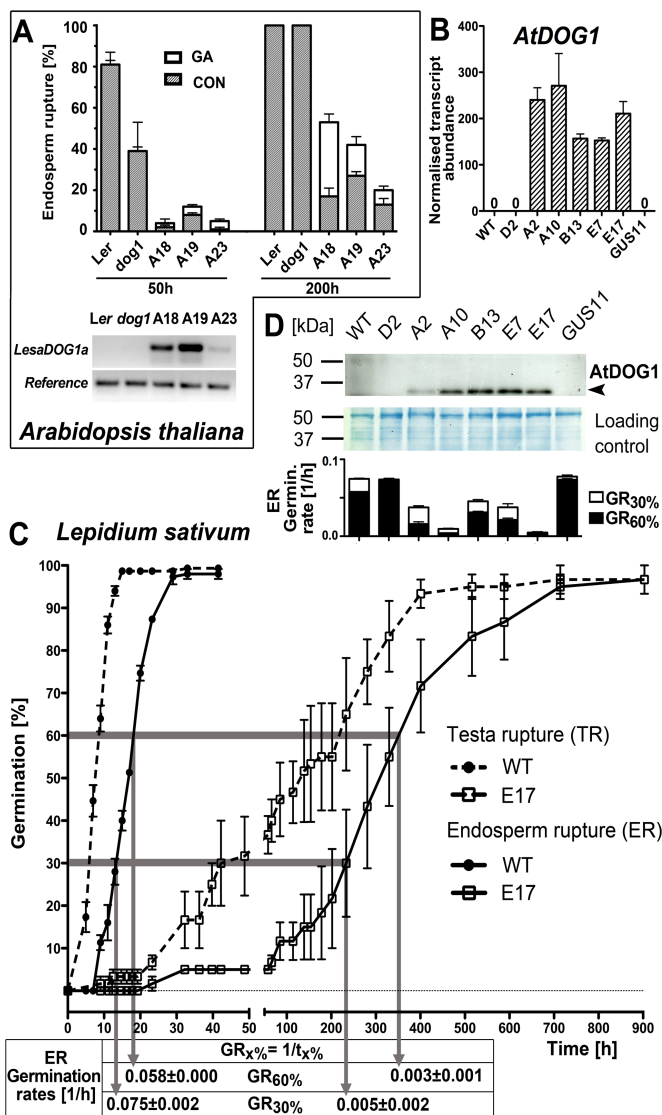 A
Endosperm rupture [%]
100
80
60
40
20
0
GA
CON
Ler
dog1
A18
A19
A23
Ler
dog1
A18
A19
A23
50h
200h
Ler dog1 A18 A19 A23
LesaDOG1a
Reference
Arabidopsis thaliana
B
AtDOG1
Normalised transcript
abundance
400
300
200
100
0
0 0 0
WT
D2
A2
A10
B13
E7
E17
GUS11
D [kDa]
WT
D2
A2
A10
B13
E7
E17
GUS11
50
37
AtDOG1
50
37
Loading
control
ER
Germin.
rate [1/h]
0.1
0.0
GR30%
GR60%
C
Lepidium sativum
Germination [%]
100
90
80
70
60
50
40
30
20
10
0
Testa rupture (TR)
WT
E17
Endosperm rupture (ER)
WT
E17
0 10 20 30 40 50 100 200 300 400 500 600 700 800 900
Time [h]
ER
Germination
rates [1/h]
GRx%= 1/tx%
0.058±0.000 GR60% 0.003±0.001
0.075±0.002 GR30% 0.005±0.002